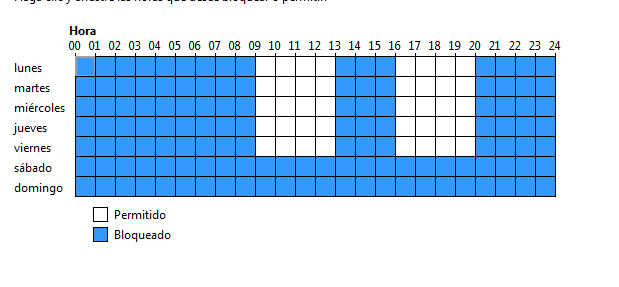 Hora
00 01 02 03 04 05 06 07 08 09 10 11 12 13 14 15 16 17 18 19 20 21 22 23 24
lunes
martes
miércoles
jueves
viernes
sábado
domingo
Permitido
Bloqueado